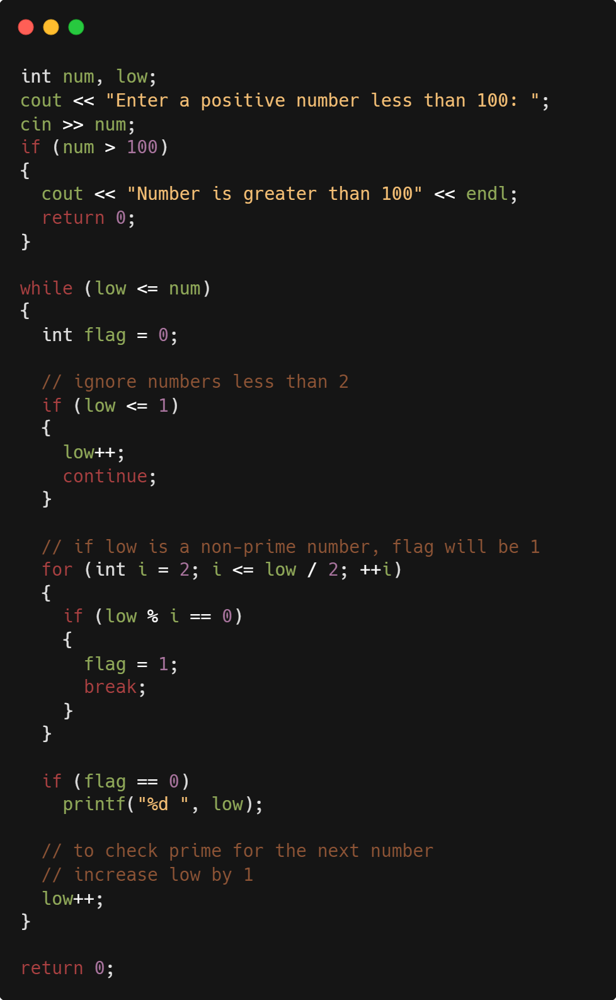 int num, low;
cout << "Enter a positive number less than 100: ";
cin >> num;
if (num > 100)
{
  cout << "Number is greater than 100" << endl;
  return 0;
}

while (low <= num)
{
  int flag = 0;

  // ignore numbers less than 2
  if (low <= 1)
  {
    low++;
    continue;
  }

  // if low is a non-prime number, flag will be 1
  for (int i = 2; i <= low / 2; ++i)
  {
    if (low % i == 0)
    {
      flag = 1;
      break;
    }
  }

  if (flag == 0)
    printf("%d ", low);

  // to check prime for the next number
  // increase low by 1
  low++;
}

return 0;